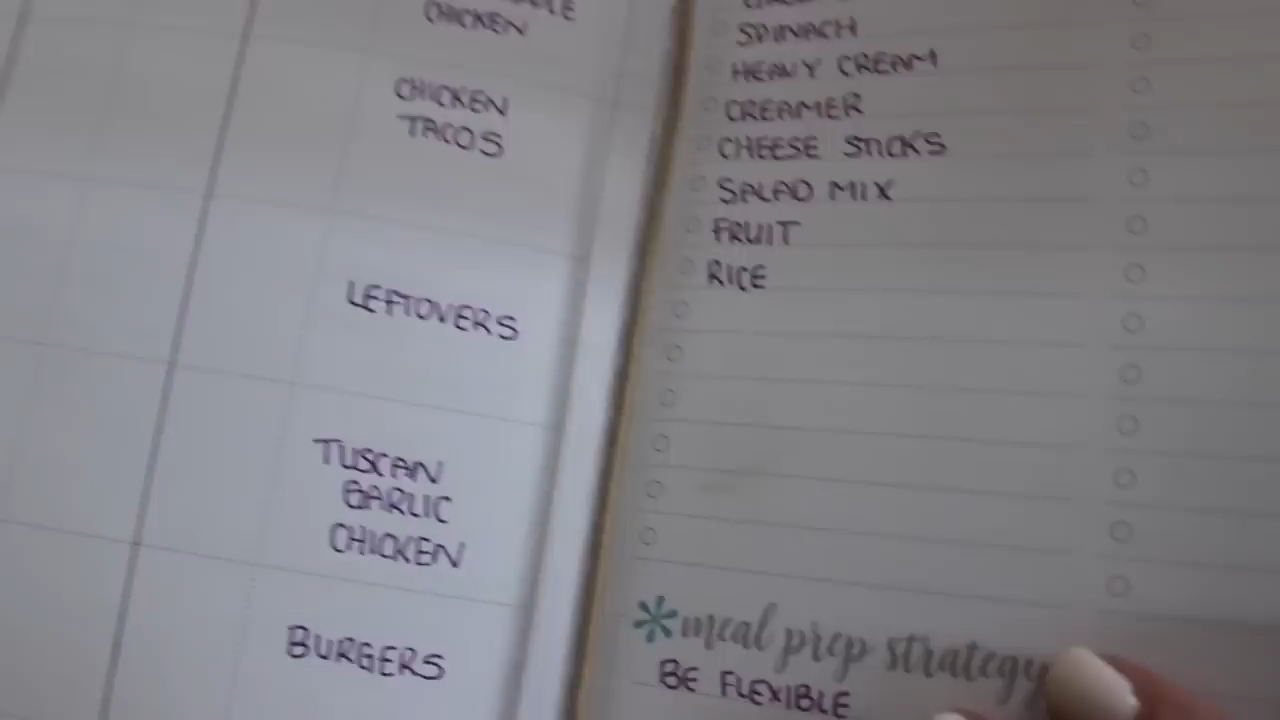 CHICKEN
CHICKEN
TACOS
LEFTOVERS
TUSCAN
GARLIC
CHICKEN
BURGERS
SPINACH
HEAVY CREAM
CREAMER
CHEESE STICKS
SALAD MIX
FRUIT
RICE
*meal prep strategy
BE FLEXIBLE